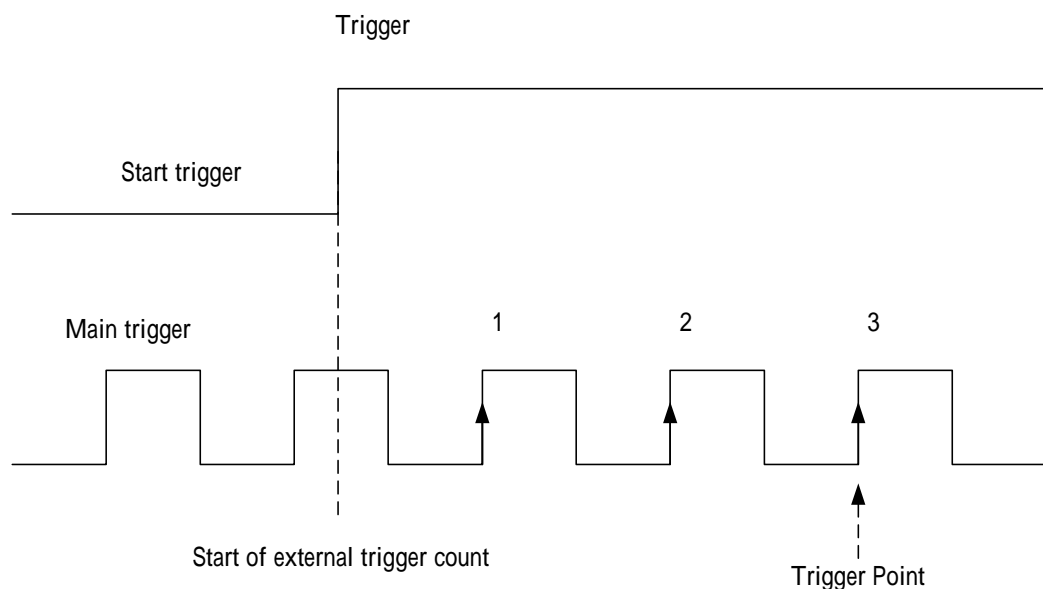 Trigger
Start trigger
Main trigger
1
2
3
Start of external trigger count
Trigger Point